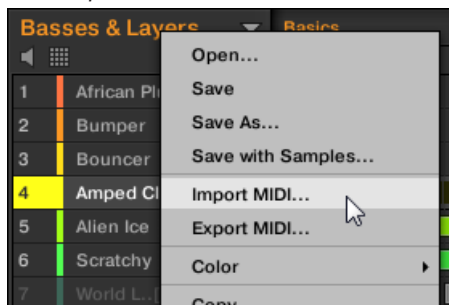 Basses & Layers
Basics
1 African Pl
2 Bumper
3 Bouncer
4 Amped Cl
5 Alien Ice
6 Scratchy
7 World L..[
Open...
Save
Save As...
Save with Samples...
Import MIDI...
Export MIDI...
Color
Copy